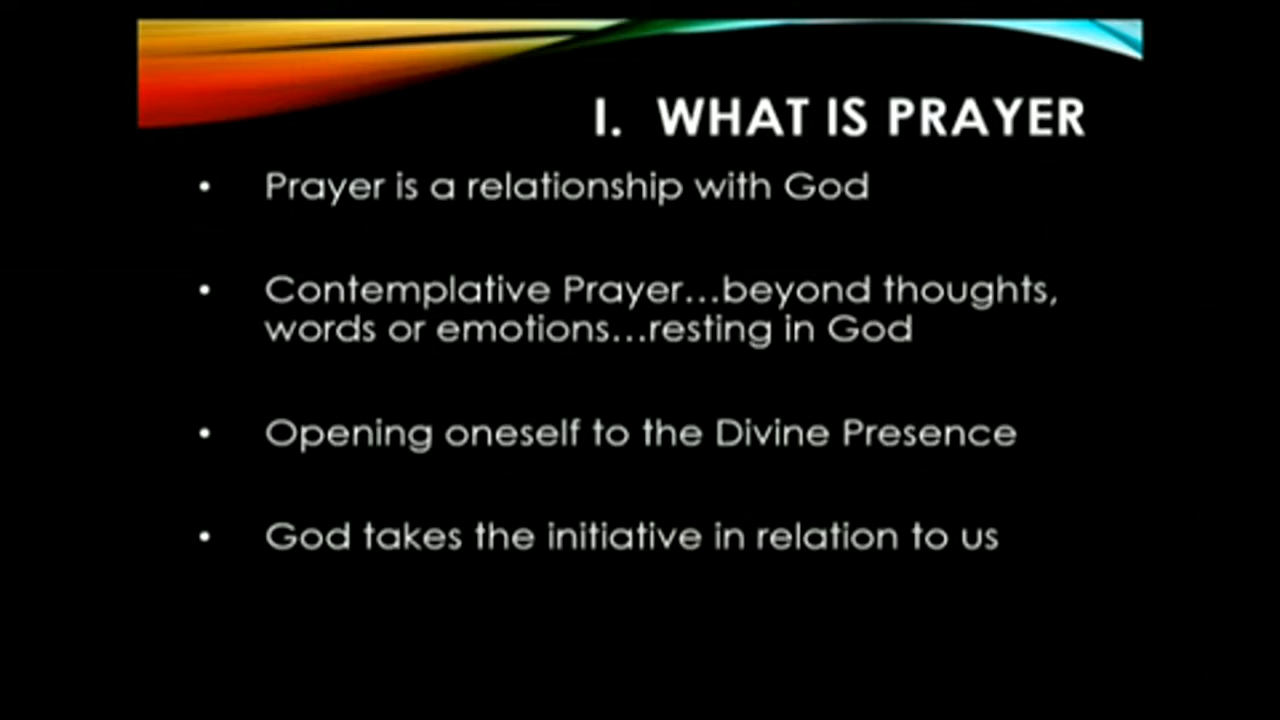 I. WHAT IS PRAYER
• Prayer is a relationship with God
• Contemplative Prayer...beyond thoughts,
words or emotions...resting in God
• Opening oneself to the Divine Presence
• God takes the initiative in relation to us